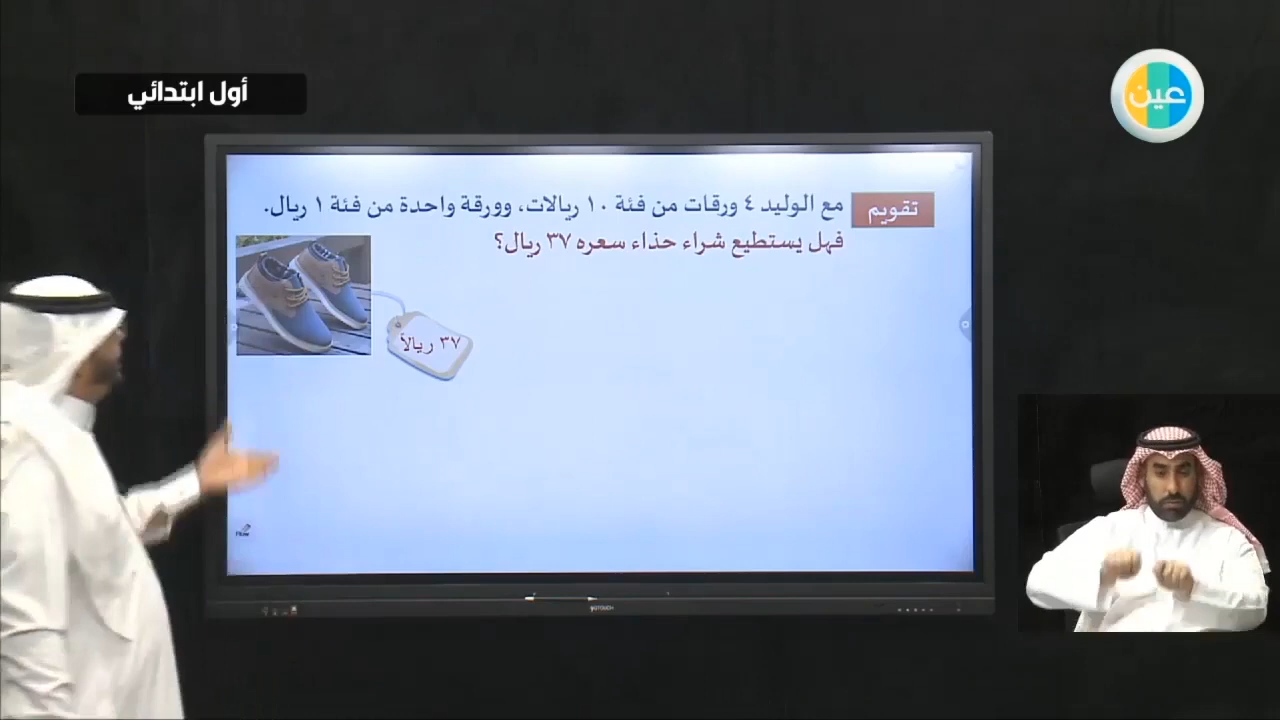 أول ابتدائي
عين
تقويم
مع الوليد ٤ ورقات من فئة ١٠ ريالات، وورقة واحدة من فئة ١ ريال.
فهل يستطيع شراء حذاء سعره ٣٧ ريال؟
٣٧ ريالاً